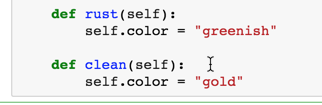 def rust(self):
self.color = "greenish"
def clean(self):
self.color = "gold"